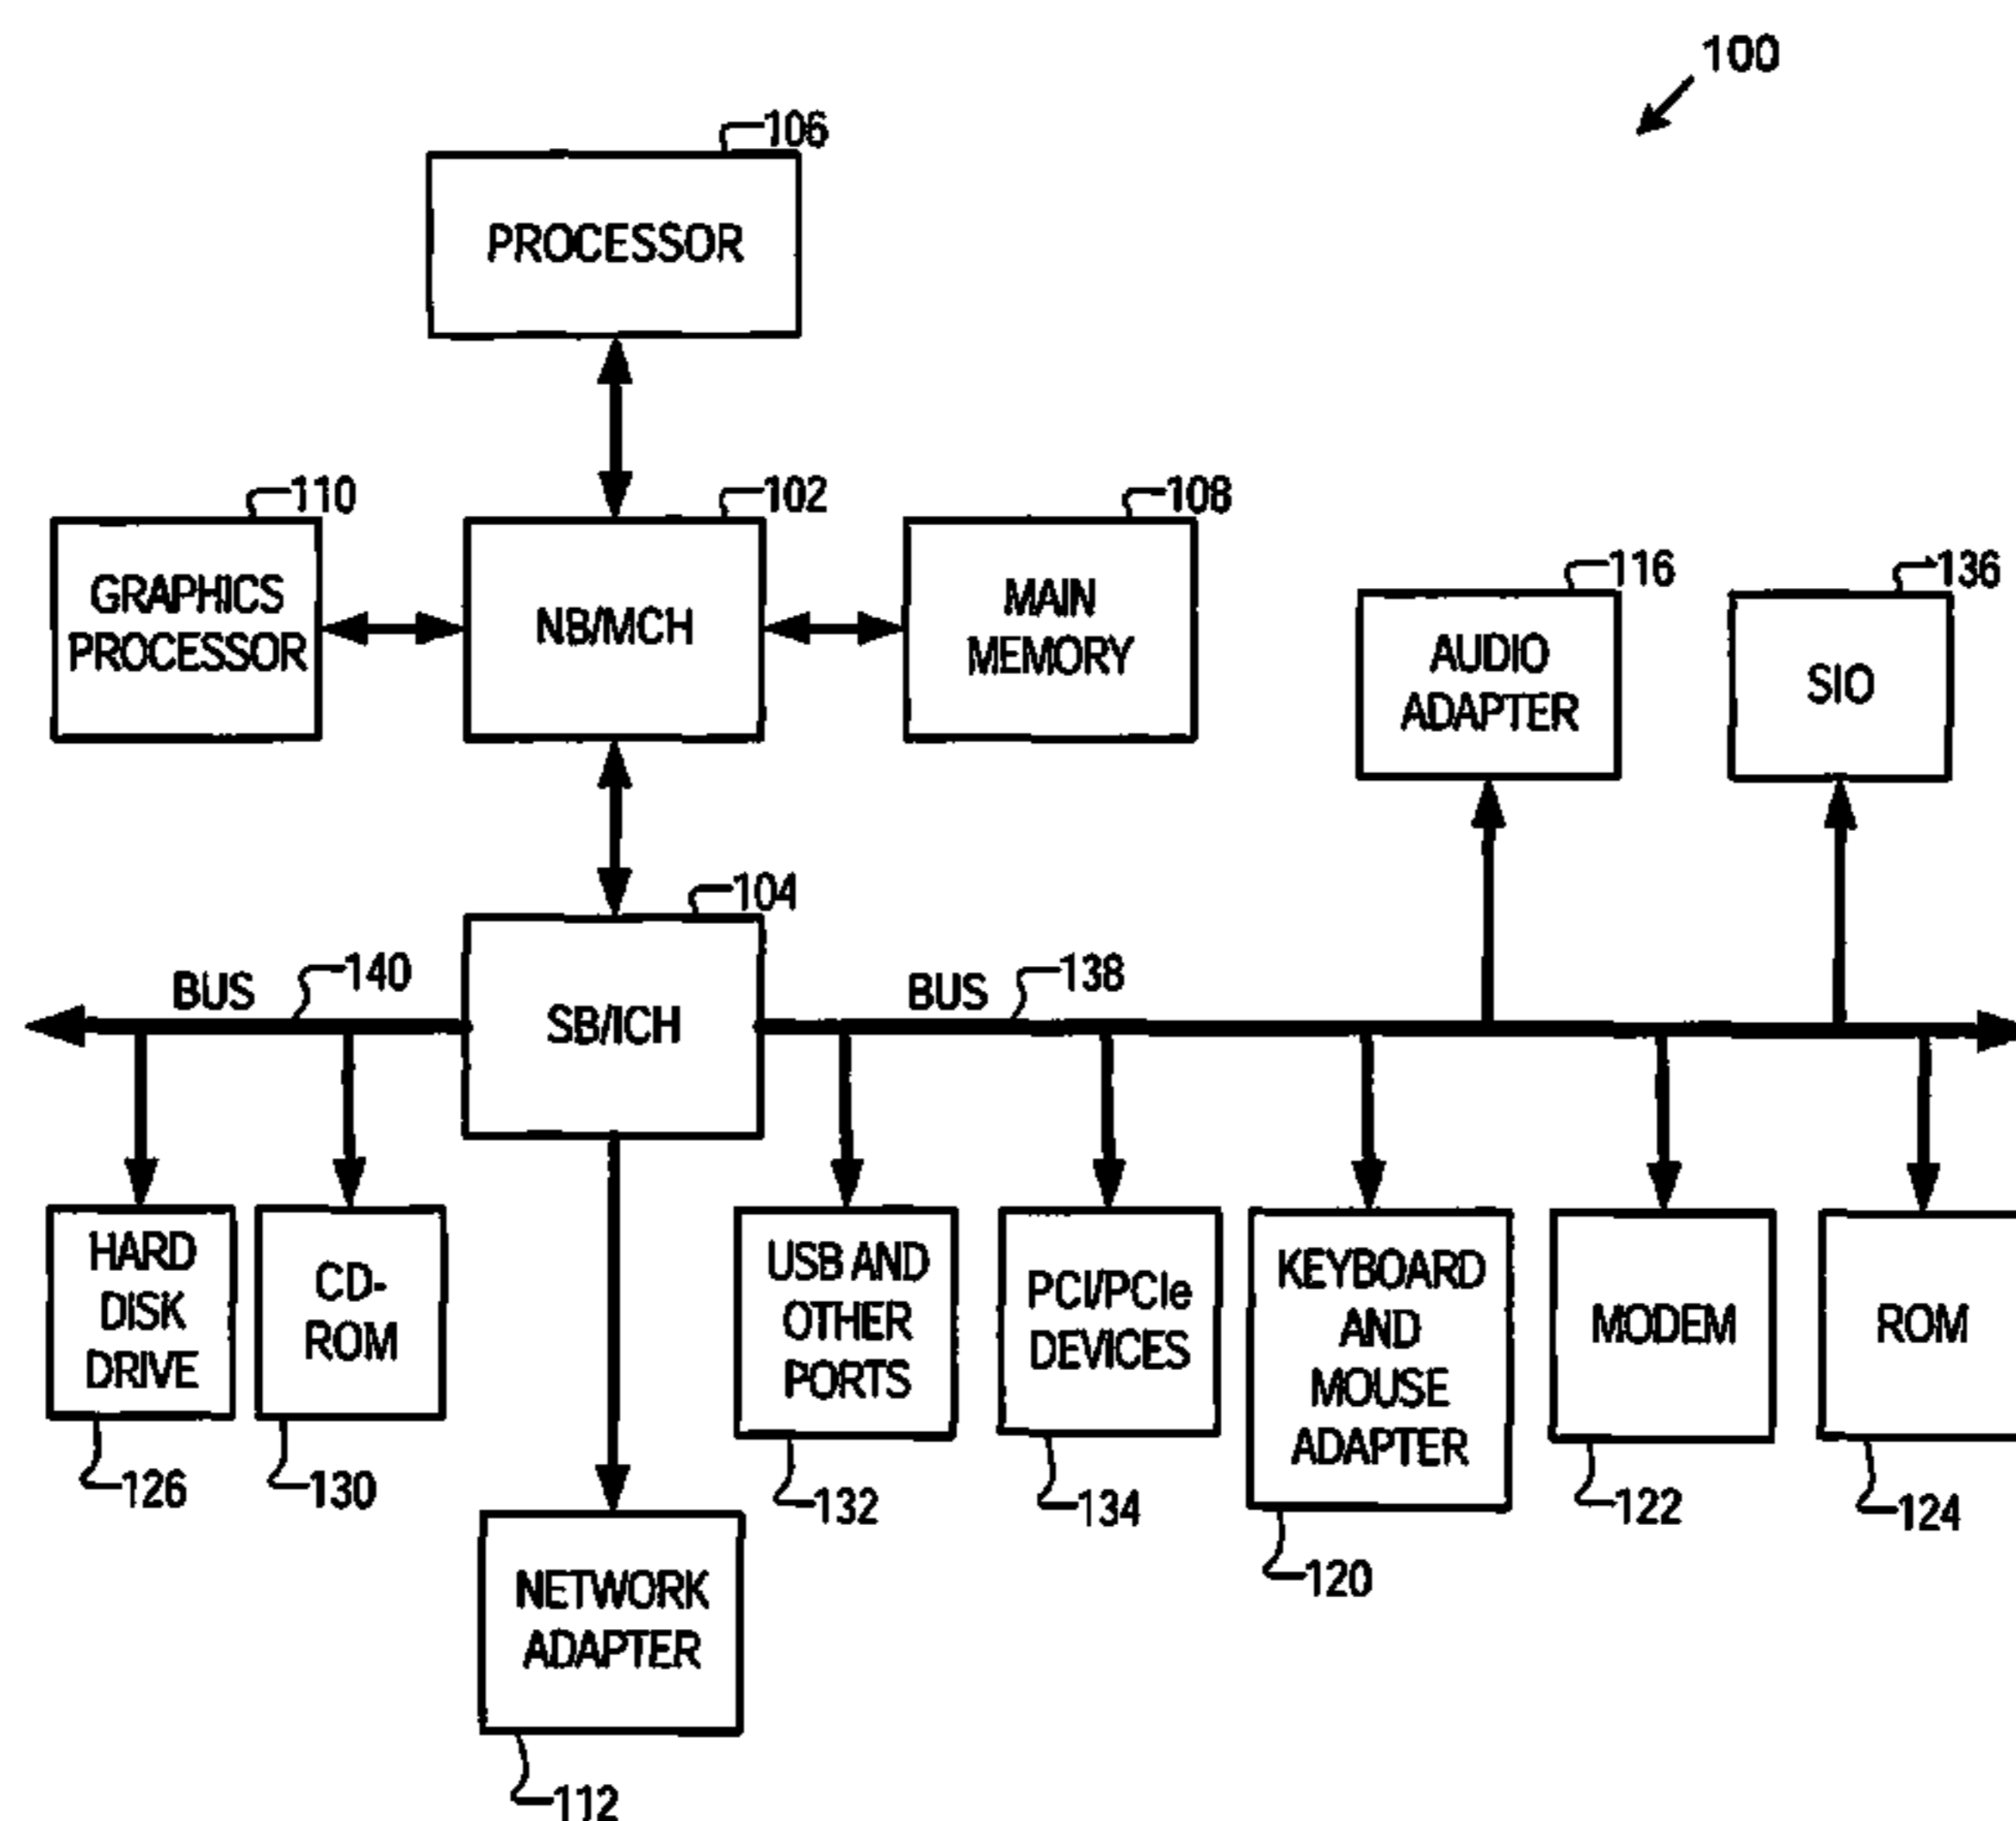 100
106
PROCESSOR
110
102
108
GRAPHICS
PROCESSOR
NB/MCH
MAIN
MEMORY
116
136
AUDIO
ADAPTER
SIO
104
BUS
140
SB/ICH
BUS
138
HARD
DISK
DRIVE
CD-
ROM
USB AND
OTHER
PORTS
PCI/PCIe
DEVICES
KEYBOARD
AND
MOUSE
ADAPTER
MODEM
ROM
126
130
132
134
120
122
124
NETWORK
ADAPTER
112